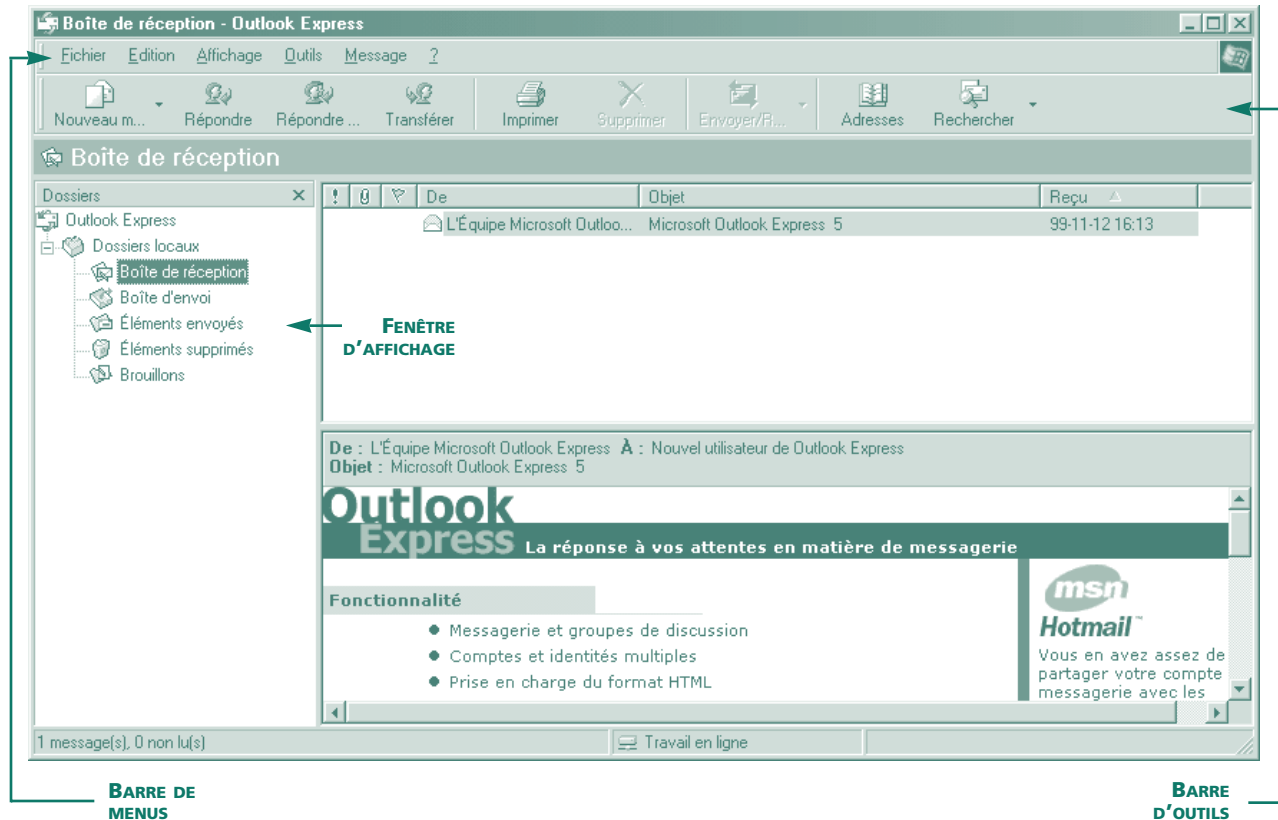 Boîte de réception - Outlook Express
Fichier Edition Affichage Outils Message ?
Nouveau m... Répondre Répondre ... Transférer Imprimer Supprimer Envoyer/R... Adresses Rechercher
Boîte de réception
Dossiers
Outlook Express
Dossiers locaux
Boîte de réception
Boîte d'envoi
Éléments envoyés
Éléments supprimés
Brouillons
FENÊTRE
D'AFFICHAGE
! De Objet Reçu
L'Équipe Microsoft Outloo... Microsoft Outlook Express 5 99-11-12 16:13
De : L'Équipe Microsoft Outlook Express À : Nouvel utilisateur de Outlook Express
Objet : Microsoft Outlook Express 5
Outlook
Express La réponse à vos attentes en matière de messagerie
Fonctionnalité
● Messagerie et groupes de discussion
● Comptes et identités multiples
● Prise en charge du format HTML
msn
Hotmail™
Vous en avez assez de
partager votre compte
messagerie avec les
1 message(s), 0 non lu(s) Travail en ligne
BARRE DE
MENUS
BARRE
D'OUTILS